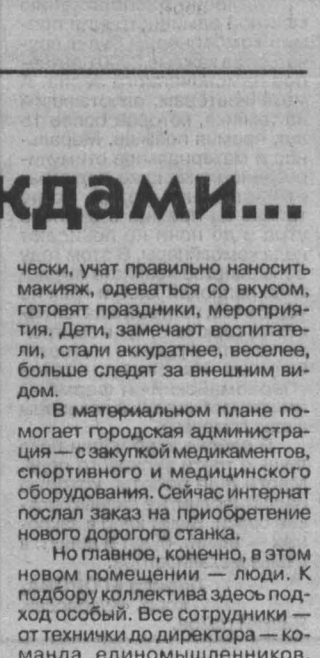 ждами...
чески, учат правильно наносить
макияж, одеваться со вкусом,
готовят праздники, мероприя-
тия. Дети, замечают воспитате-
ли, стали аккуратнее, веселее,
больше следят за внешним ви-
дом.
В материальном плане по-
могает городская администра-
ция — с закупкой медикаментов,
спортивного и медицинского
оборудования. Сейчас интернат
послал заказ на приобретение
нового дорогого станка.
Но главное, конечно, в этом
новом помещении — люди. К
подбору коллектива здесь под-
ход особый. Все сотрудники —
от технички до директора — ко-
манда единомышленников.